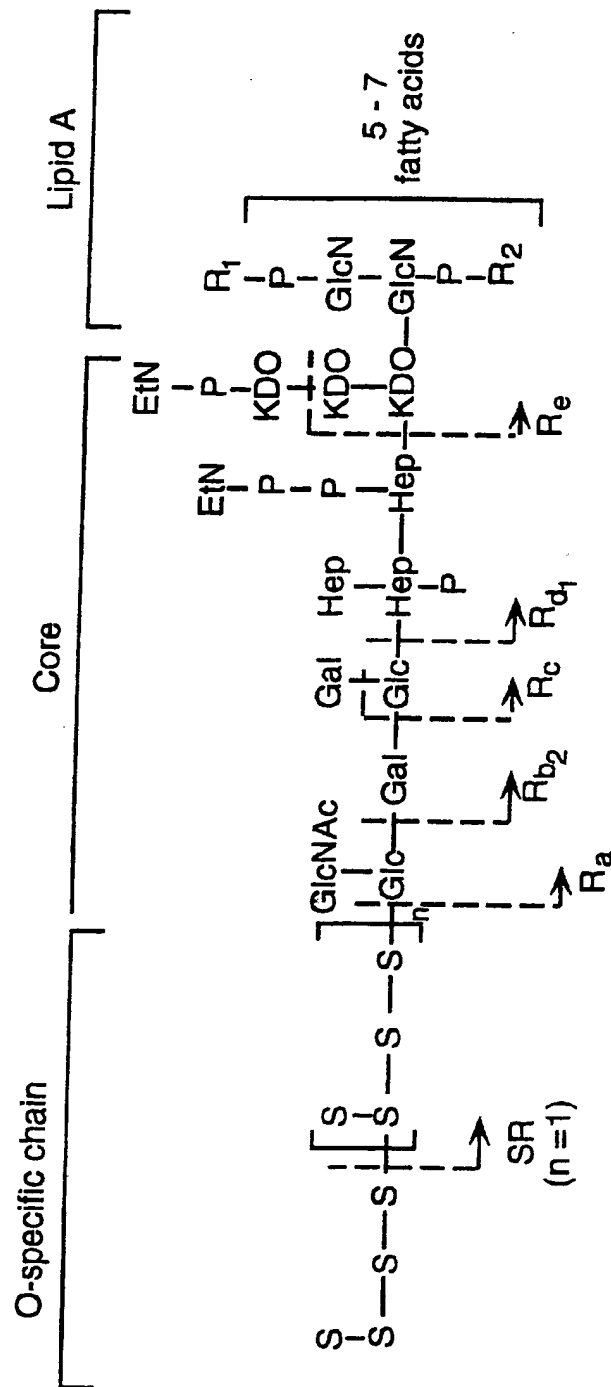 O-specific chain
Core
Lipid A
EtN
EtN P
R1
P P KDO P
S S GlcNAc Gal Hep KDO GlcN
S S S S S S n Glc Gal Glc Hep Hep KDO GlcN
P P
R2
5 - 7
fatty acids
SR
(n = 1)
Ra
Rb2
Rc
Rd1
Re